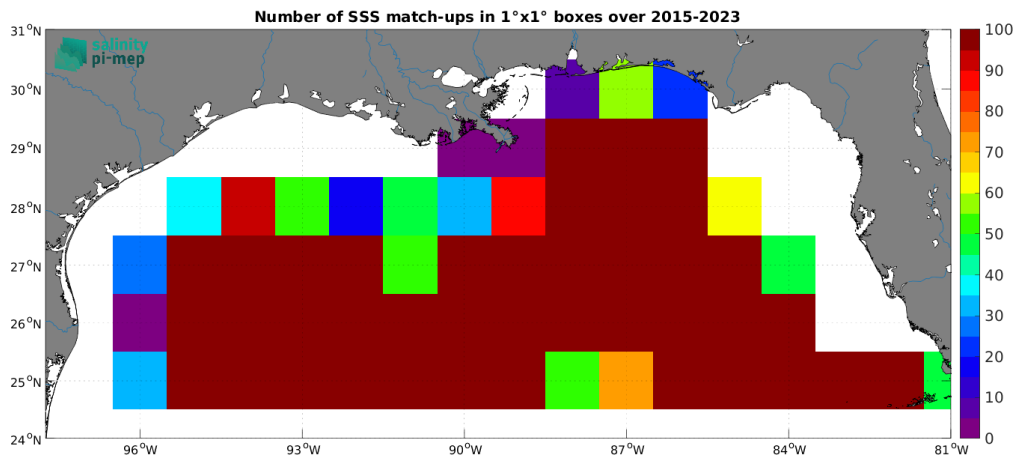 Number of SSS match-ups in 1°x1° boxes over 2015-2023
salinity
pi-mep
31°N
30°N
29°N
28°N
27°N
26°N
25°N
24°N
96°W
93°W
90°W
87°W
84°W
81°W
100
90
80
70
60
50
40
30
20
10
0